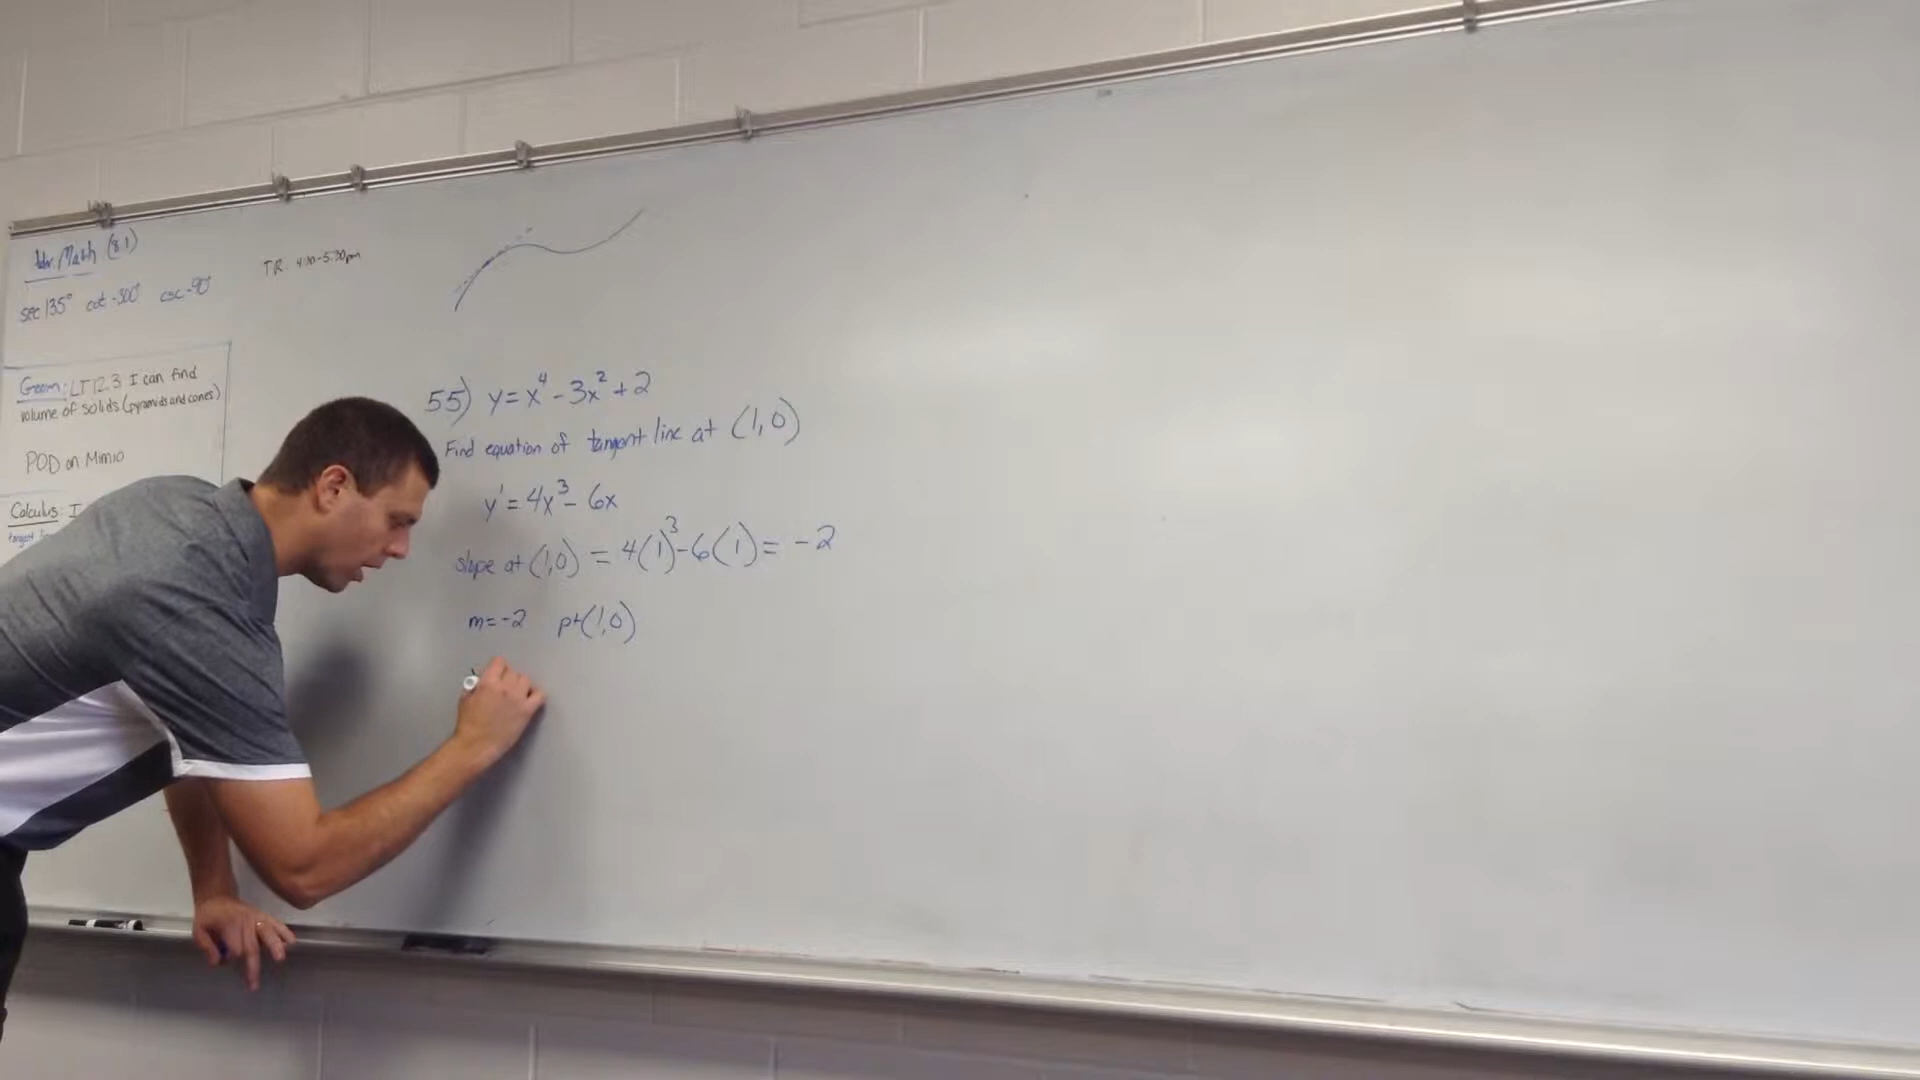 Math (8.1)
sec 135° cot -300° csc -90°
TR: 4:30-5:30pm
Geom: LT 12.3 I can find
volume of solids (pyramids and cones)
POD on Mimio
Calculus: I
tangent
55) y = x⁴ - 3x² + 2
Find equation of tangent line at (1,0)
y' = 4x³ - 6x
slope at (1,0) = 4(1)³ - 6(1) = -2
m = -2 pt (1,0)